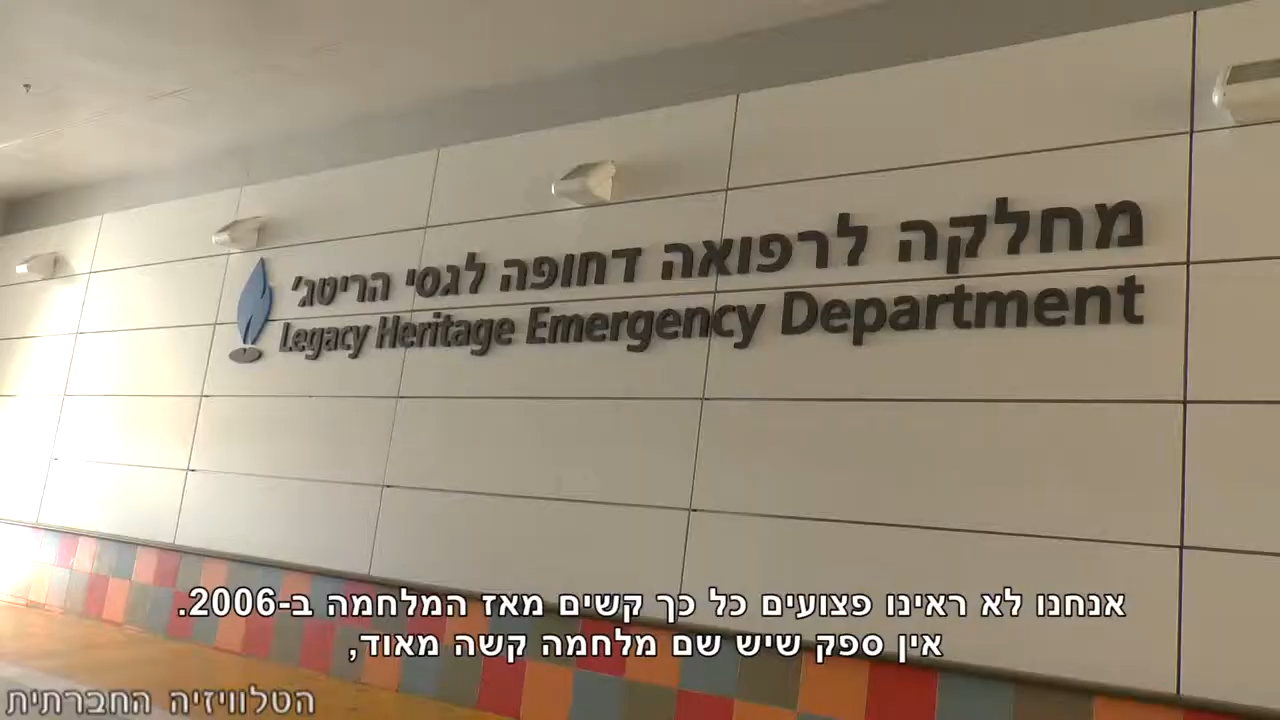 מחלקה לרפואה דחופה לגסי הריטג'
Legacy Heritage Emergency Department
אנחנו לא ראינו פצועים כל כך קשים מאז המלחמה ב-2006.
אין ספק שיש שם מלחמה קשה מאוד,
הטלוויזיה החברתית